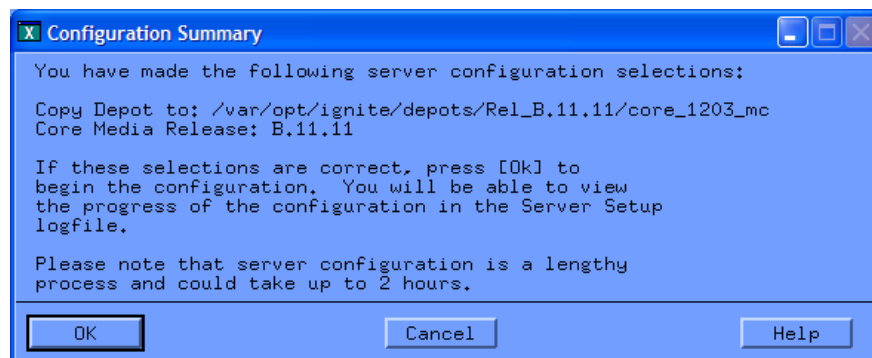 Configuration Summary
You have made the following server configuration selections:
Copy Depot to: /var/opt/ignite/depots/Rel_B.11.11/core_1203_mc
Core Media Release: B.11.11
If these selections are correct, press [Ok] to
begin the configuration. You will be able to view
the progress of the configuration in the Server Setup
logfile.
Please note that server configuration is a lengthy
process and could take up to 2 hours.
OK Cancel Help